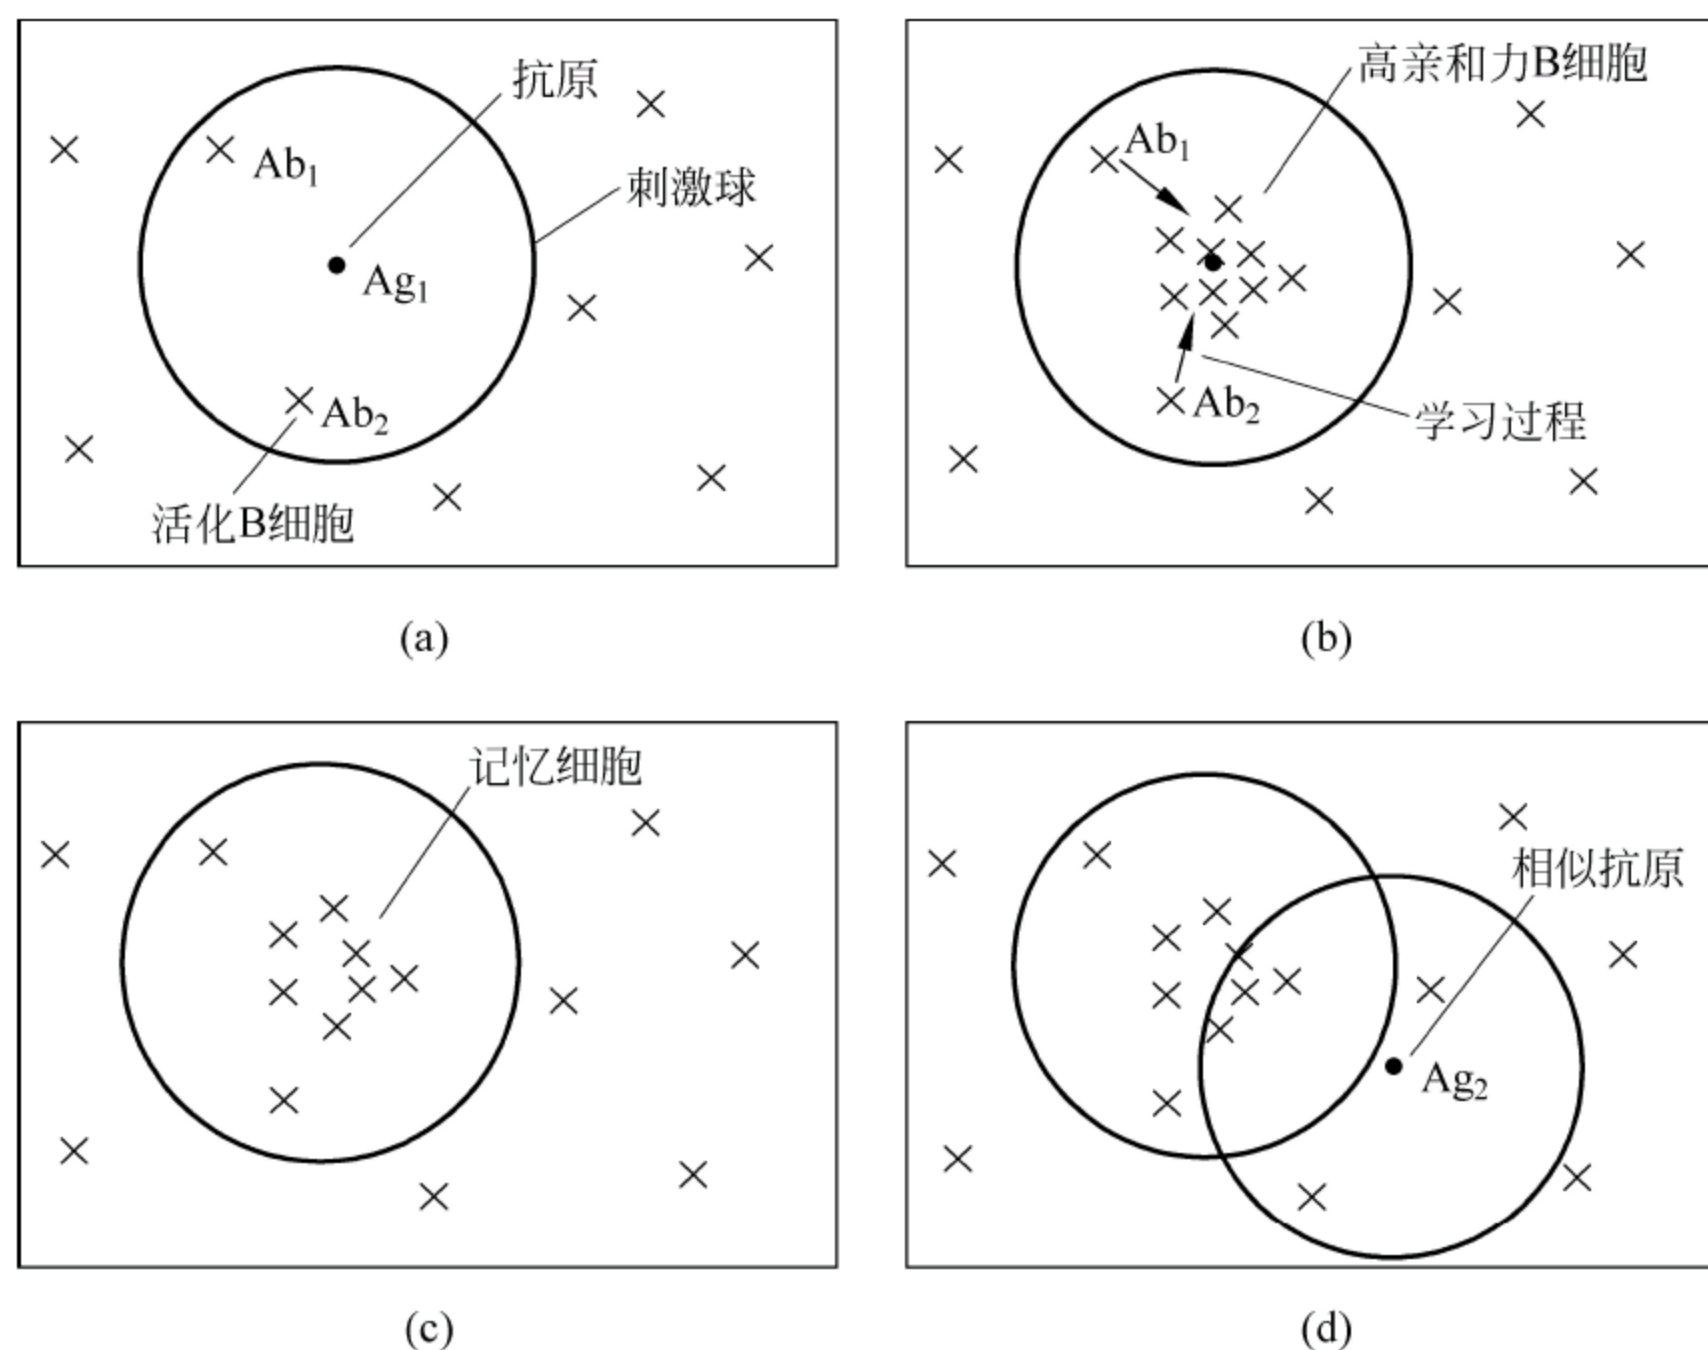 抗原
Ab₁
刺激球
Ag₁
Ab₂
活化B细胞
(a)
高亲和力B细胞
Ab₁
Ab₂
学习过程
(b)
记忆细胞
(c)
相似抗原
Ag₂
(d)